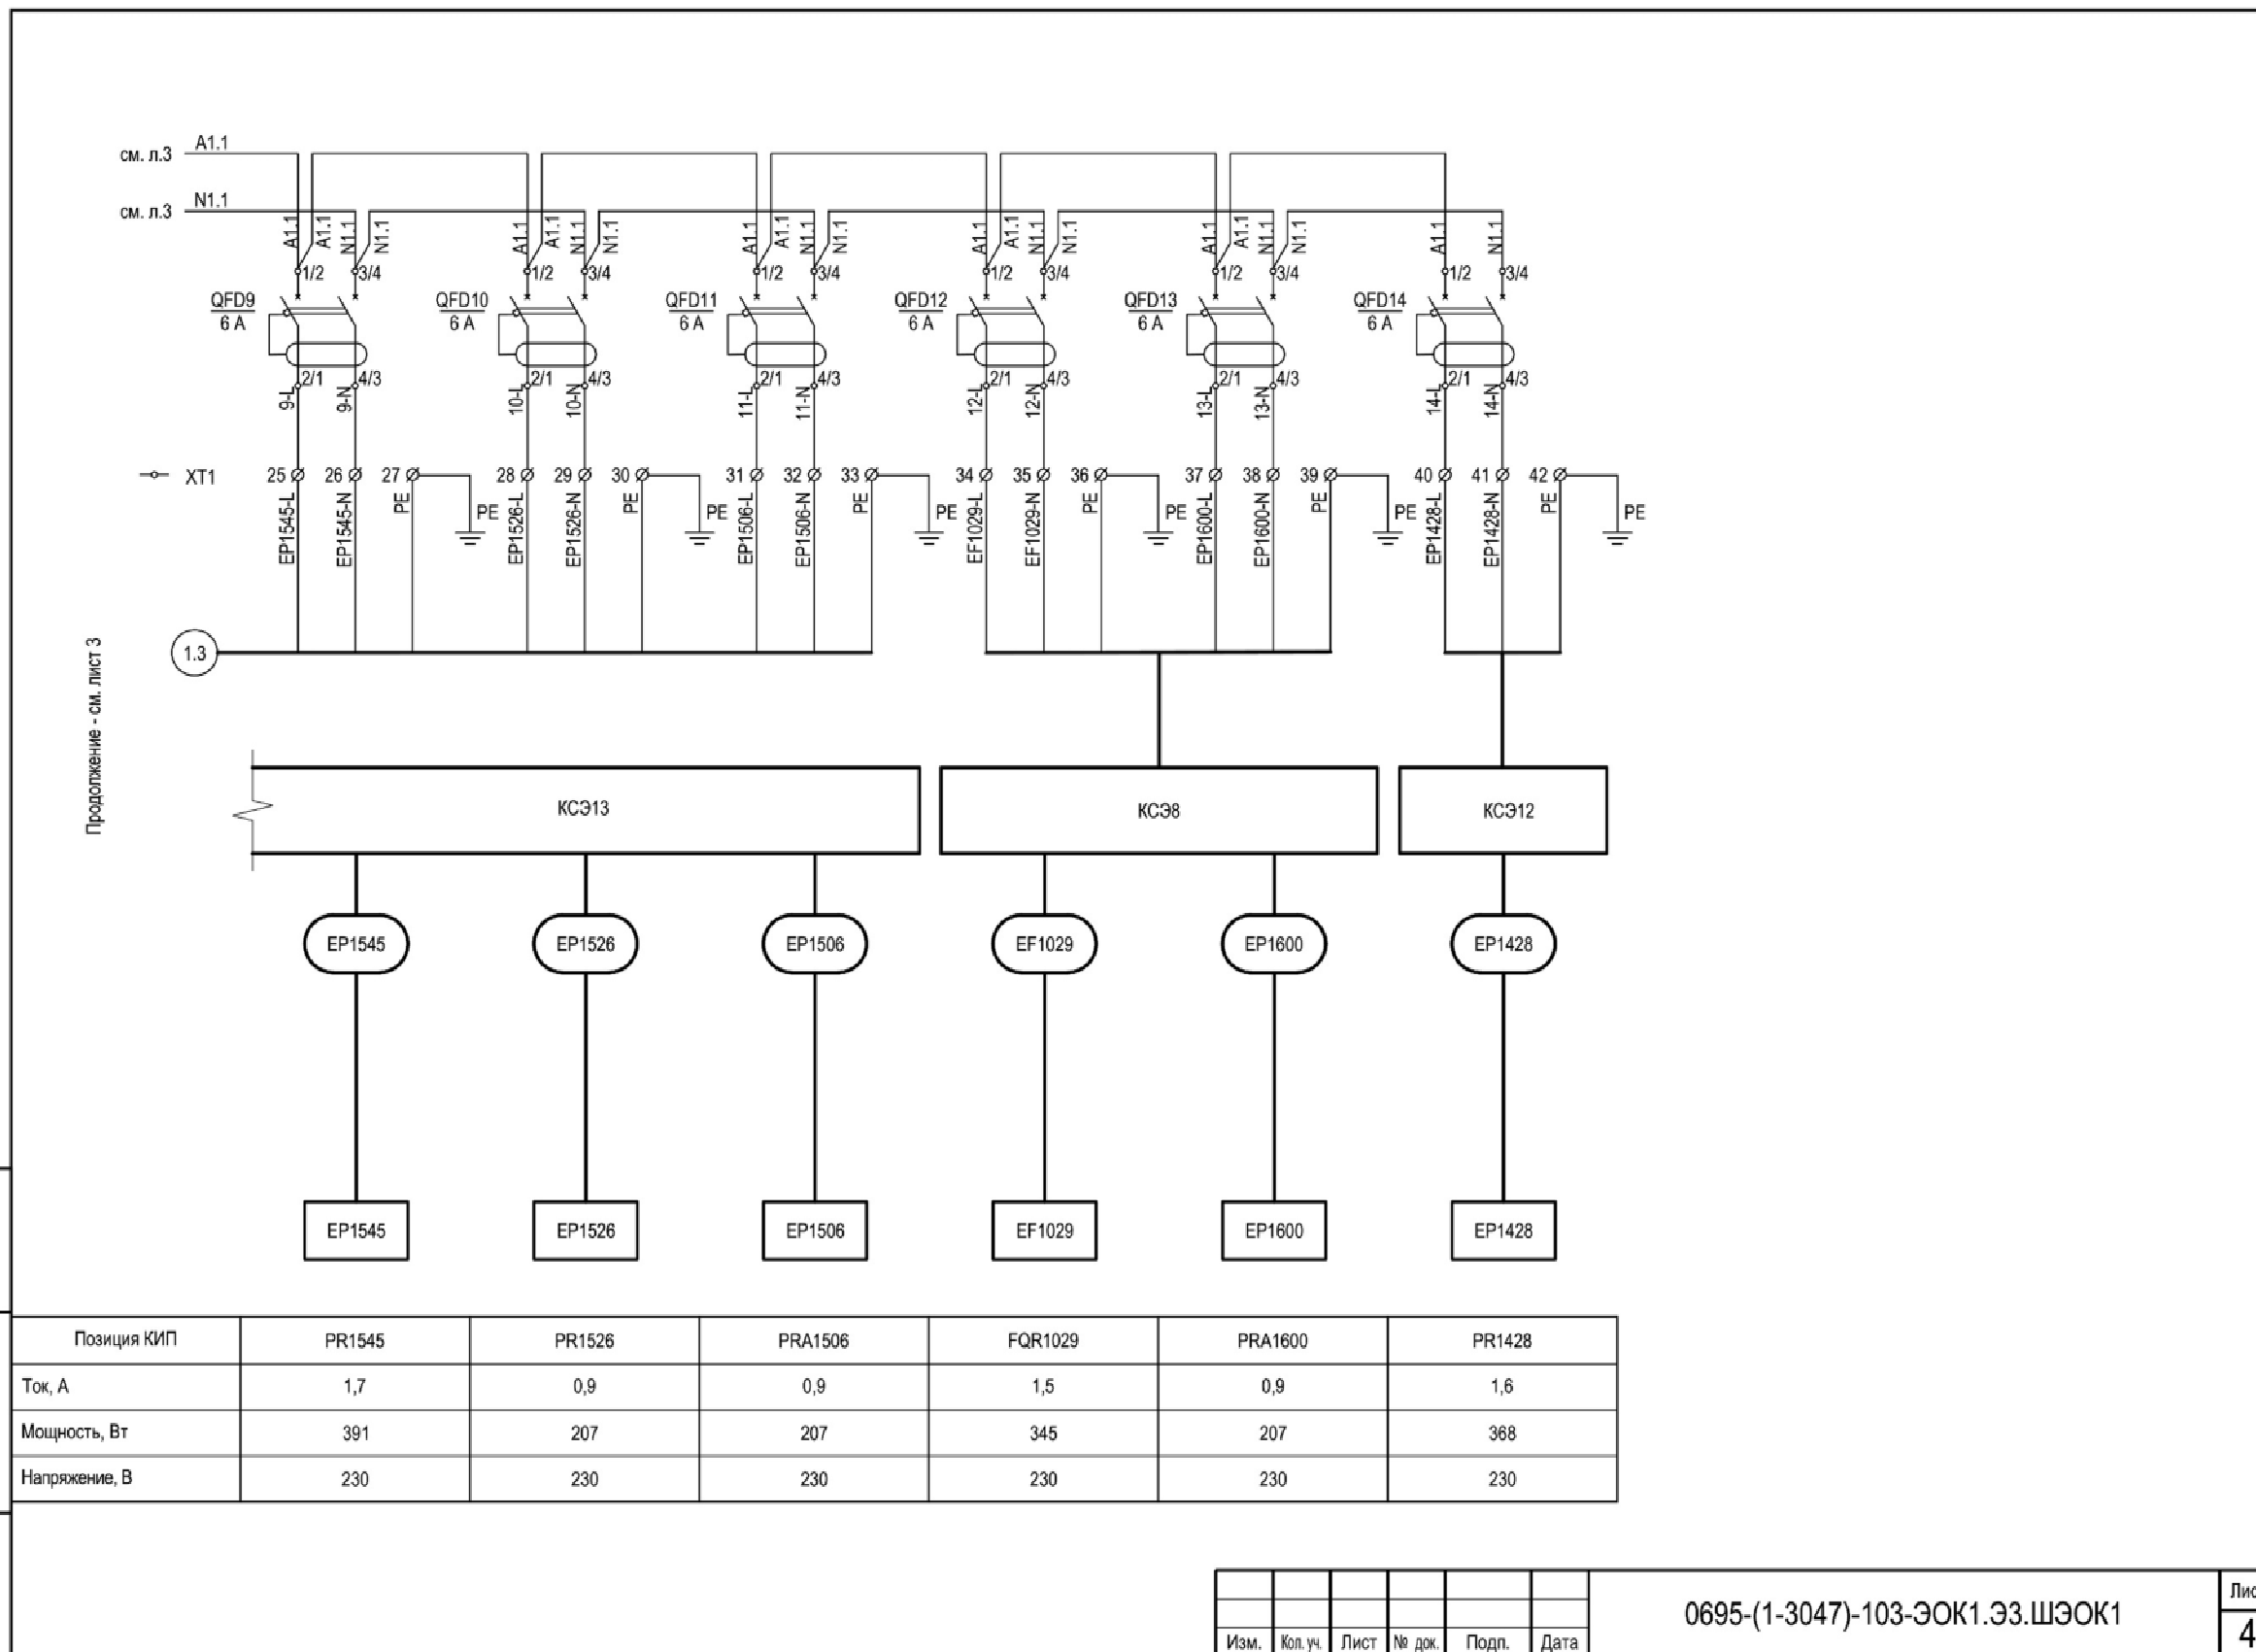 см. л.3 A1.1
см. л.3 N1.1
A1.1 A1.1 N1.1 N1.1 A1.1 A1.1 N1.1 N1.1 A1.1 A1.1 N1.1 N1.1 A1.1 A1.1 N1.1 N1.1 A1.1 A1.1 N1.1 N1.1 A1.1 N1.1
1/2 3/4 1/2 3/4 1/2 3/4 1/2 3/4 1/2 3/4 1/2 3/4
QFD9 QFD10 QFD11 QFD12 QFD13 QFD14
6 А 6 А 6 А 6 А 6 А 6 А
2/1 4/3 2/1 4/3 2/1 4/3 2/1 4/3 2/1 4/3 2/1 4/3
9-L 9-N 10-L 10-N 11-L 11-N 12-L 12-N 13-L 13-N 14-L 14-N
XT1 25 26 27 28 29 30 31 32 33 34 35 36 37 38 39 40 41 42
EP1545-L EP1545-N PE PE EP1526-L EP1526-N PE PE EP1506-L EP1506-N PE PE EF1029-L EF1029-N PE PE EP1600-L EP1600-N PE PE EP1428-L EP1428-N PE PE
1.3
Продолжение - см. лист 3
КСЭ13 КСЭ8 КСЭ12
EP1545 EP1526 EP1506 EF1029 EP1600 EP1428
EP1545 EP1526 EP1506 EF1029 EP1600 EP1428
Позиция КИП PR1545 PR1526 PRA1506 FQR1029 PRA1600 PR1428
Ток, А 1,7 0,9 0,9 1,5 0,9 1,6
Мощность, Вт 391 207 207 345 207 368
Напряжение, В 230 230 230 230 230 230
0695-(1-3047)-103-ЭОК1.ЭЗ.ШЭОК1
Изм. Кол. уч. Лист № док. Подп. Дата
4